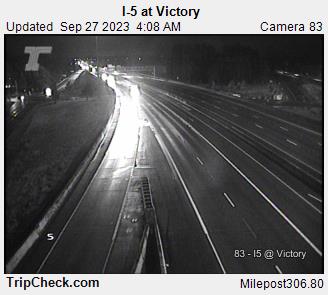 I-5 at Victory
Updated Sep 27 2023 4:08 AM Camera 83
T
S
83 - I5 @ Victory
TripCheck.com Milepost306.80